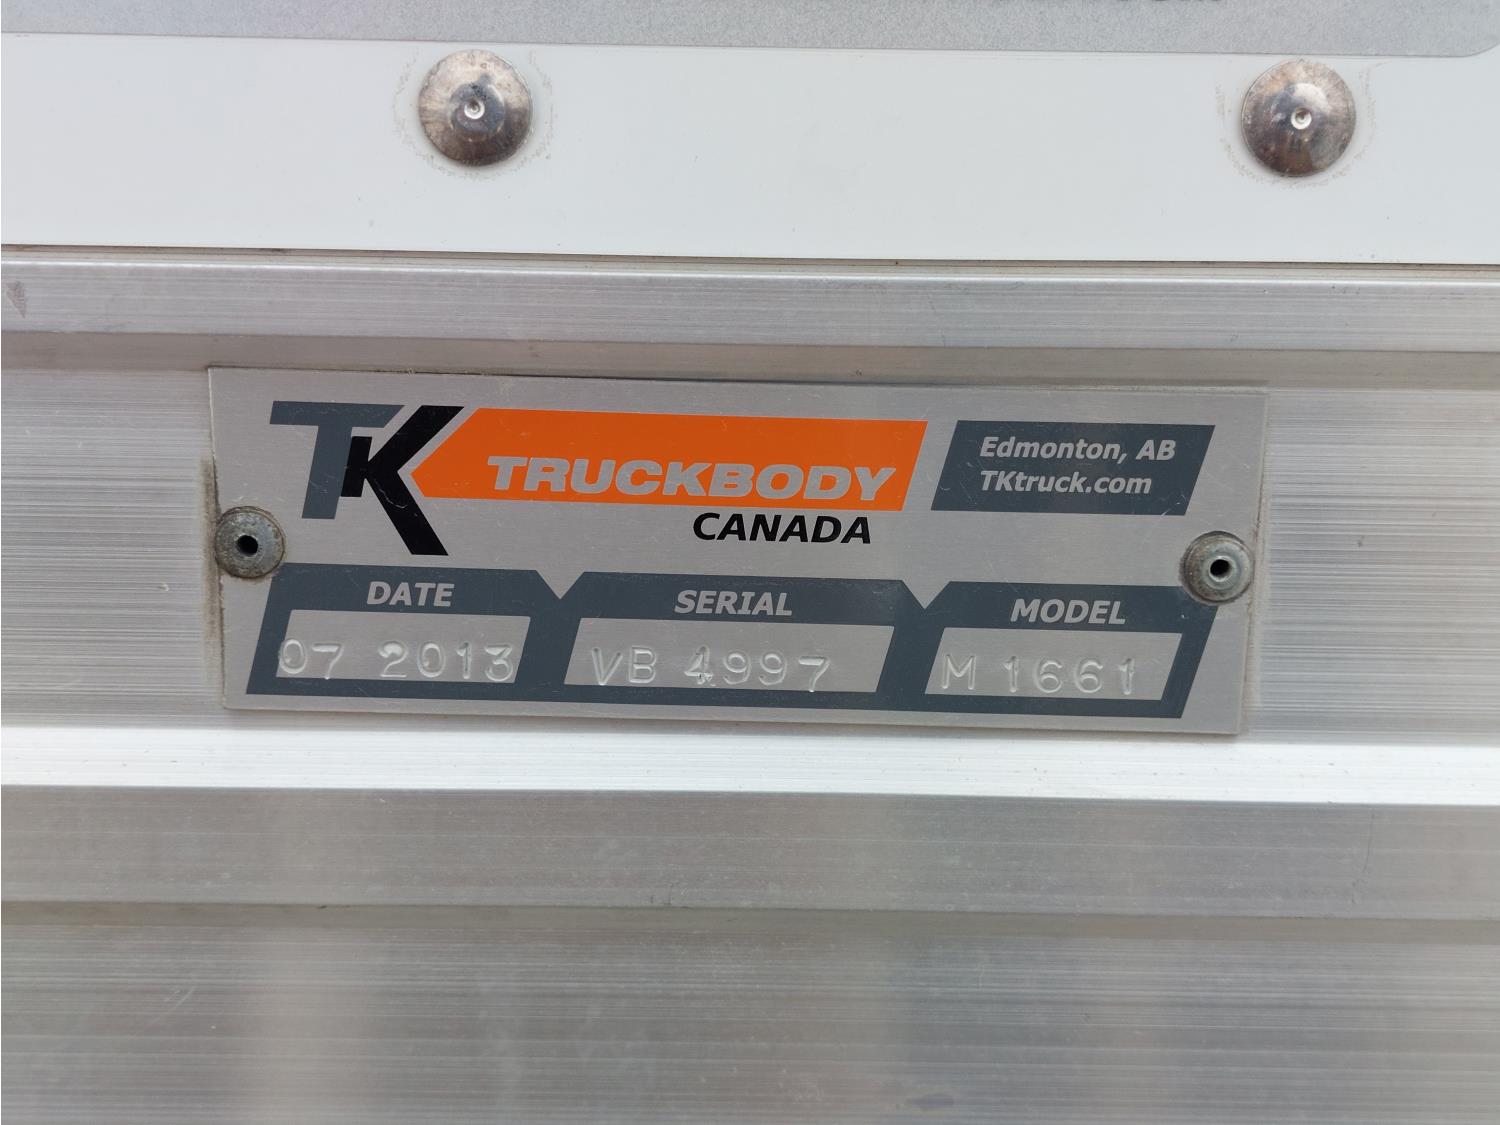 TK TRUCKBODY
CANADA
Edmonton, AB
TKtruck.com
DATE
07 2013
SERIAL
VB 4997
MODEL
M 1661